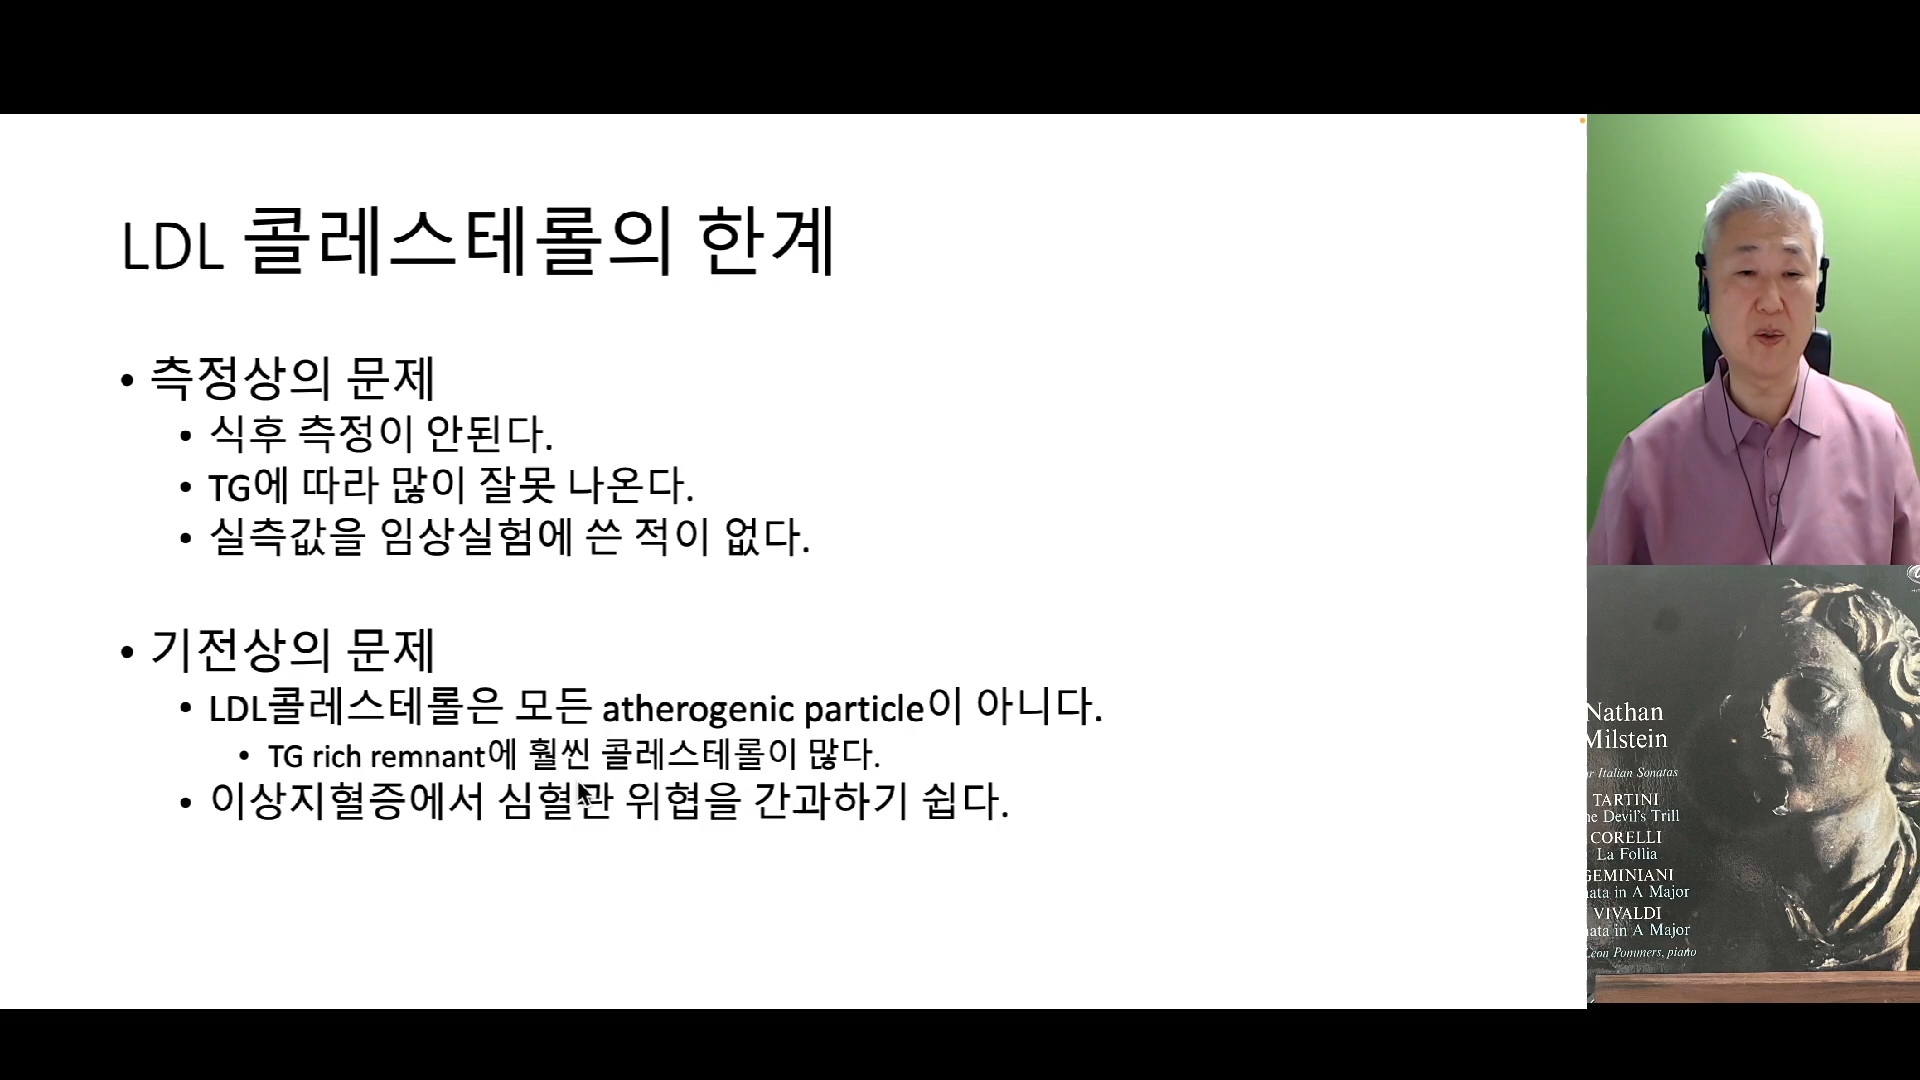 LDL 콜레스테롤의 한계
• 측정상의 문제
• 식후 측정이 안된다.
• TG에 따라 많이 잘못 나온다.
• 실측값을 임상실험에 쓴 적이 없다.
• 기전상의 문제
• LDL콜레스테롤은 모든 atherogenic particle이 아니다.
• TG rich remnant에 훨씬 콜레스테롤이 많다.
• 이상지혈증에서 심혈관 위협을 간과하기 쉽다.
Nathan
Milstein
Italian Sonatas
TARTINI
Devil's Trill
CORELLI
La Follia
GEMINIANI
in A Major
VIVALDI
in A Major
Leon Pommers, piano